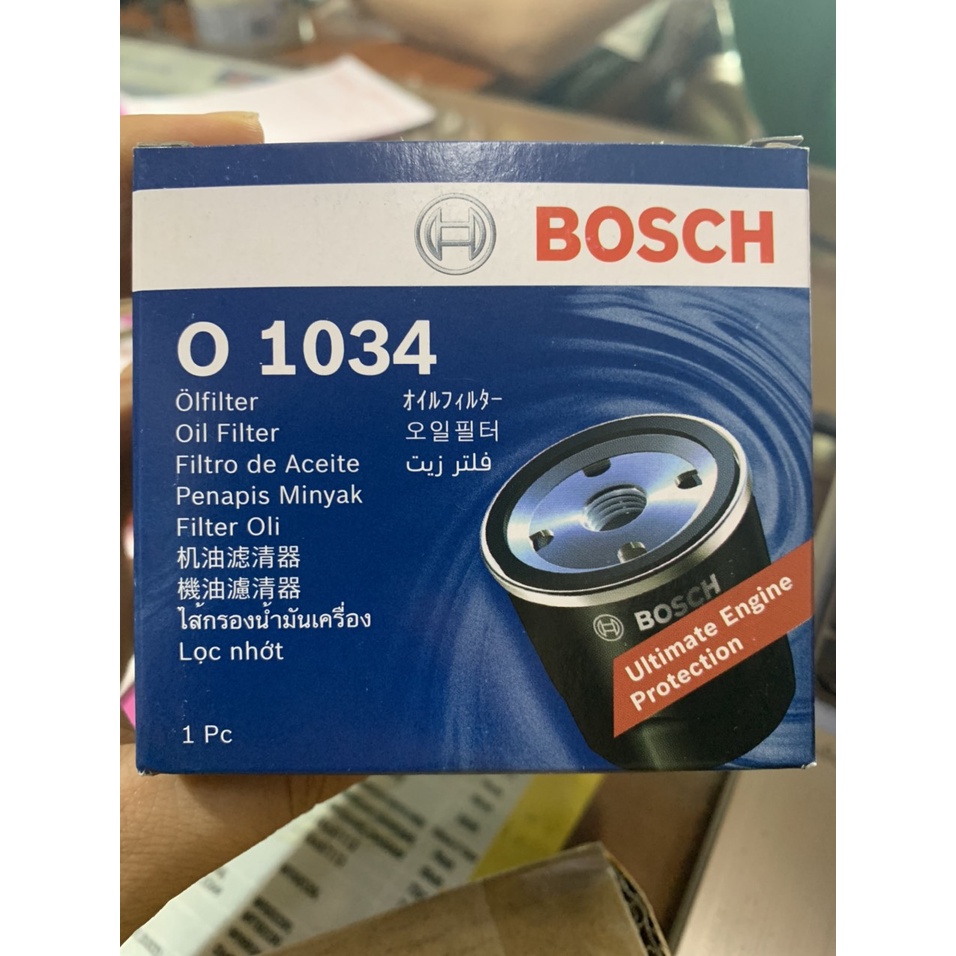 BOSCH
O 1034
Ölfilter
Oil Filter
Filtro de Aceite
Penapis Minyak
Filter Oli
机油滤清器
機油濾清器
ไส้กรองน้ำมันเครื่อง
Lọc nhớt
ｵｲﾙﾌｨﾙﾀｰ
오일필터
فلتر زيت
1 Pc
BOSCH
Ultimate Engine
Protection